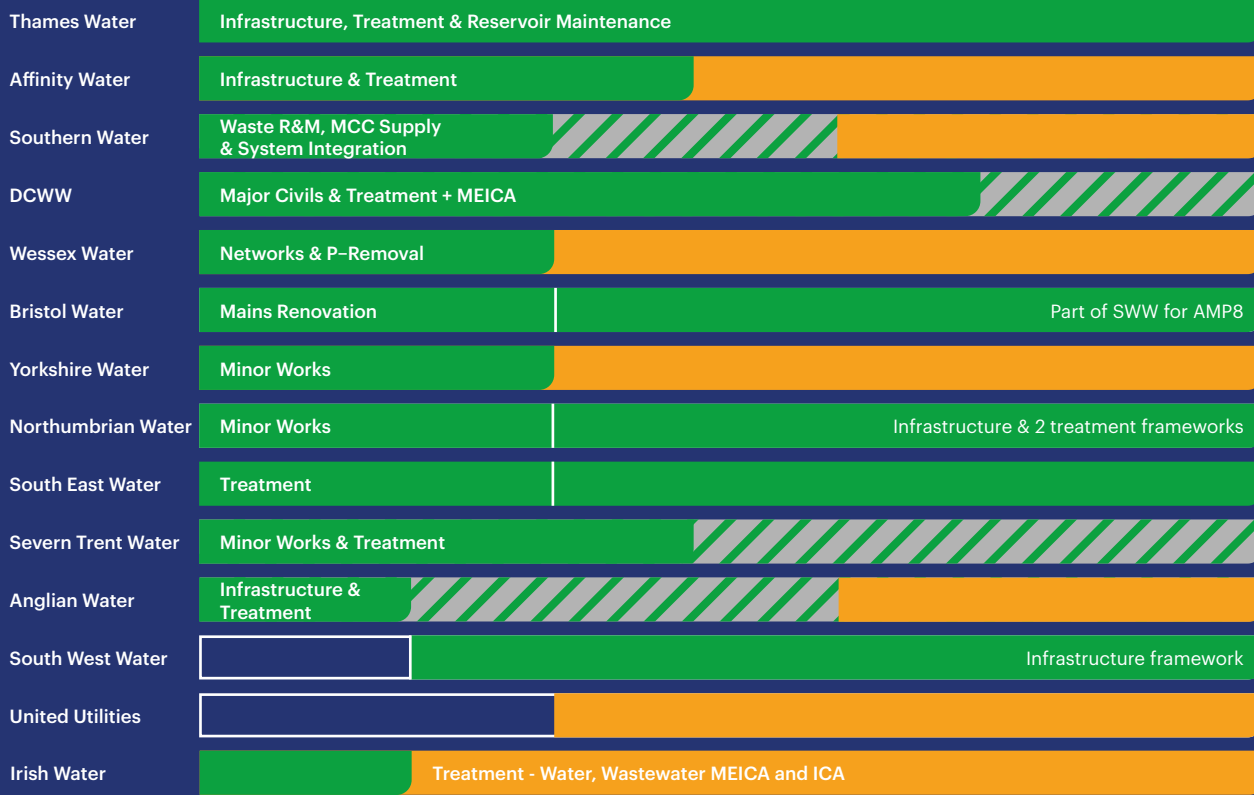 Thames Water
Infrastructure, Treatment & Reservoir Maintenance
Affinity Water
Infrastructure & Treatment
Southern Water
Waste R&M, MCC Supply
& System Integration
DCWW
Major Civils & Treatment + MEICA
Wessex Water
Networks & P–Removal
Bristol Water
Mains Renovation
Part of SWW for AMP8
Yorkshire Water
Minor Works
Northumbrian Water
Minor Works
Infrastructure & 2 treatment frameworks
South East Water
Treatment
Severn Trent Water
Minor Works & Treatment
Anglian Water
Infrastructure &
Treatment
South West Water
Infrastructure framework
United Utilities
Irish Water
Treatment - Water, Wastewater MEICA and ICA